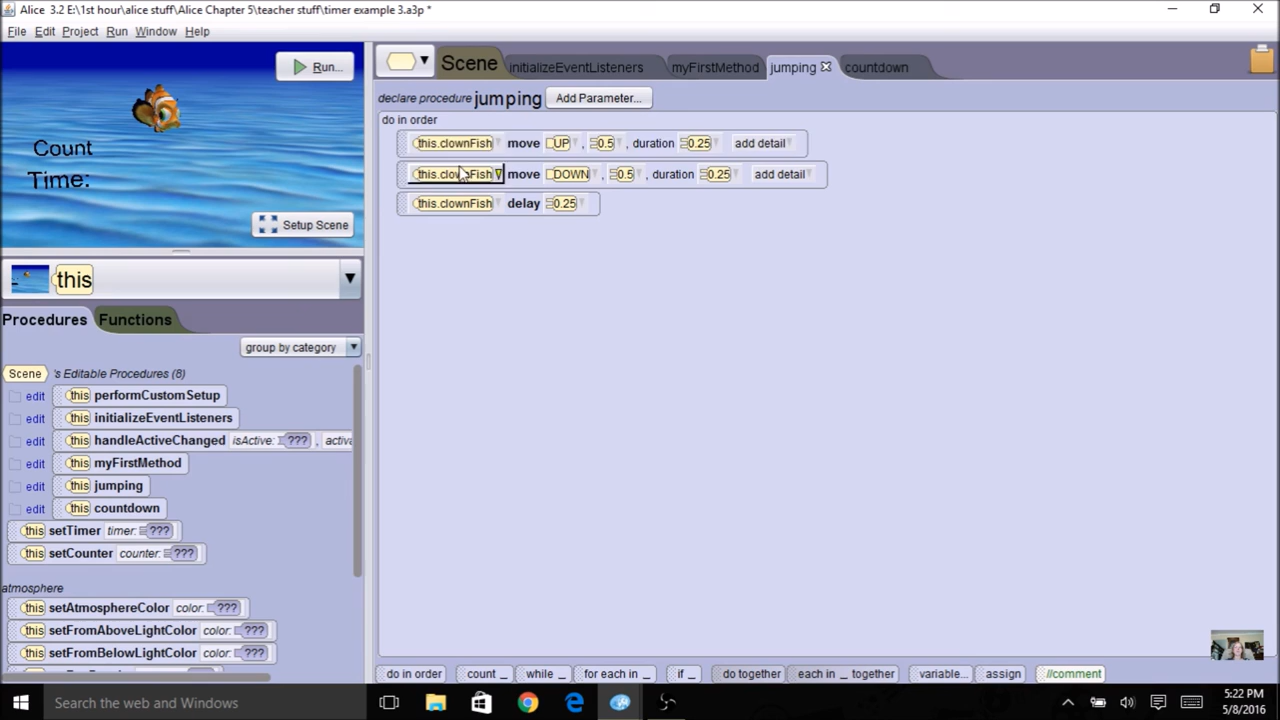 Alice 3.2 E:\1st hour\alice stuff\Alice Chapter 5\teacher stuff\timer example 3.a3p *
File Edit Project Run Window Help
Run...
Count
Time:
Setup Scene
this
Procedures Functions
group by category
Scene 's Editable Procedures (8)
edit this performCustomSetup
edit this initializeEventListeners
edit this handleActiveChanged isActive: ??? , activa
edit this myFirstMethod
edit this jumping
edit this countdown
this setTimer timer: ???
this setCounter counter: ???
atmosphere
this setAtmosphereColor color: ???
this setFromAboveLightColor color: ???
this setFromBelowLightColor color: ???
Scene initializeEventListeners myFirstMethod jumping countdown
declare procedure jumping Add Parameter...
do in order
this.clownFish move UP , 0.5 , duration 0.25 add detail
this.clownFish move DOWN , 0.5 , duration 0.25 add detail
this.clownFish delay 0.25
do in order count _ while _ for each in _ if _ do together each in _ together variable... assign //comment
Search the web and Windows
5:22 PM
5/8/2016